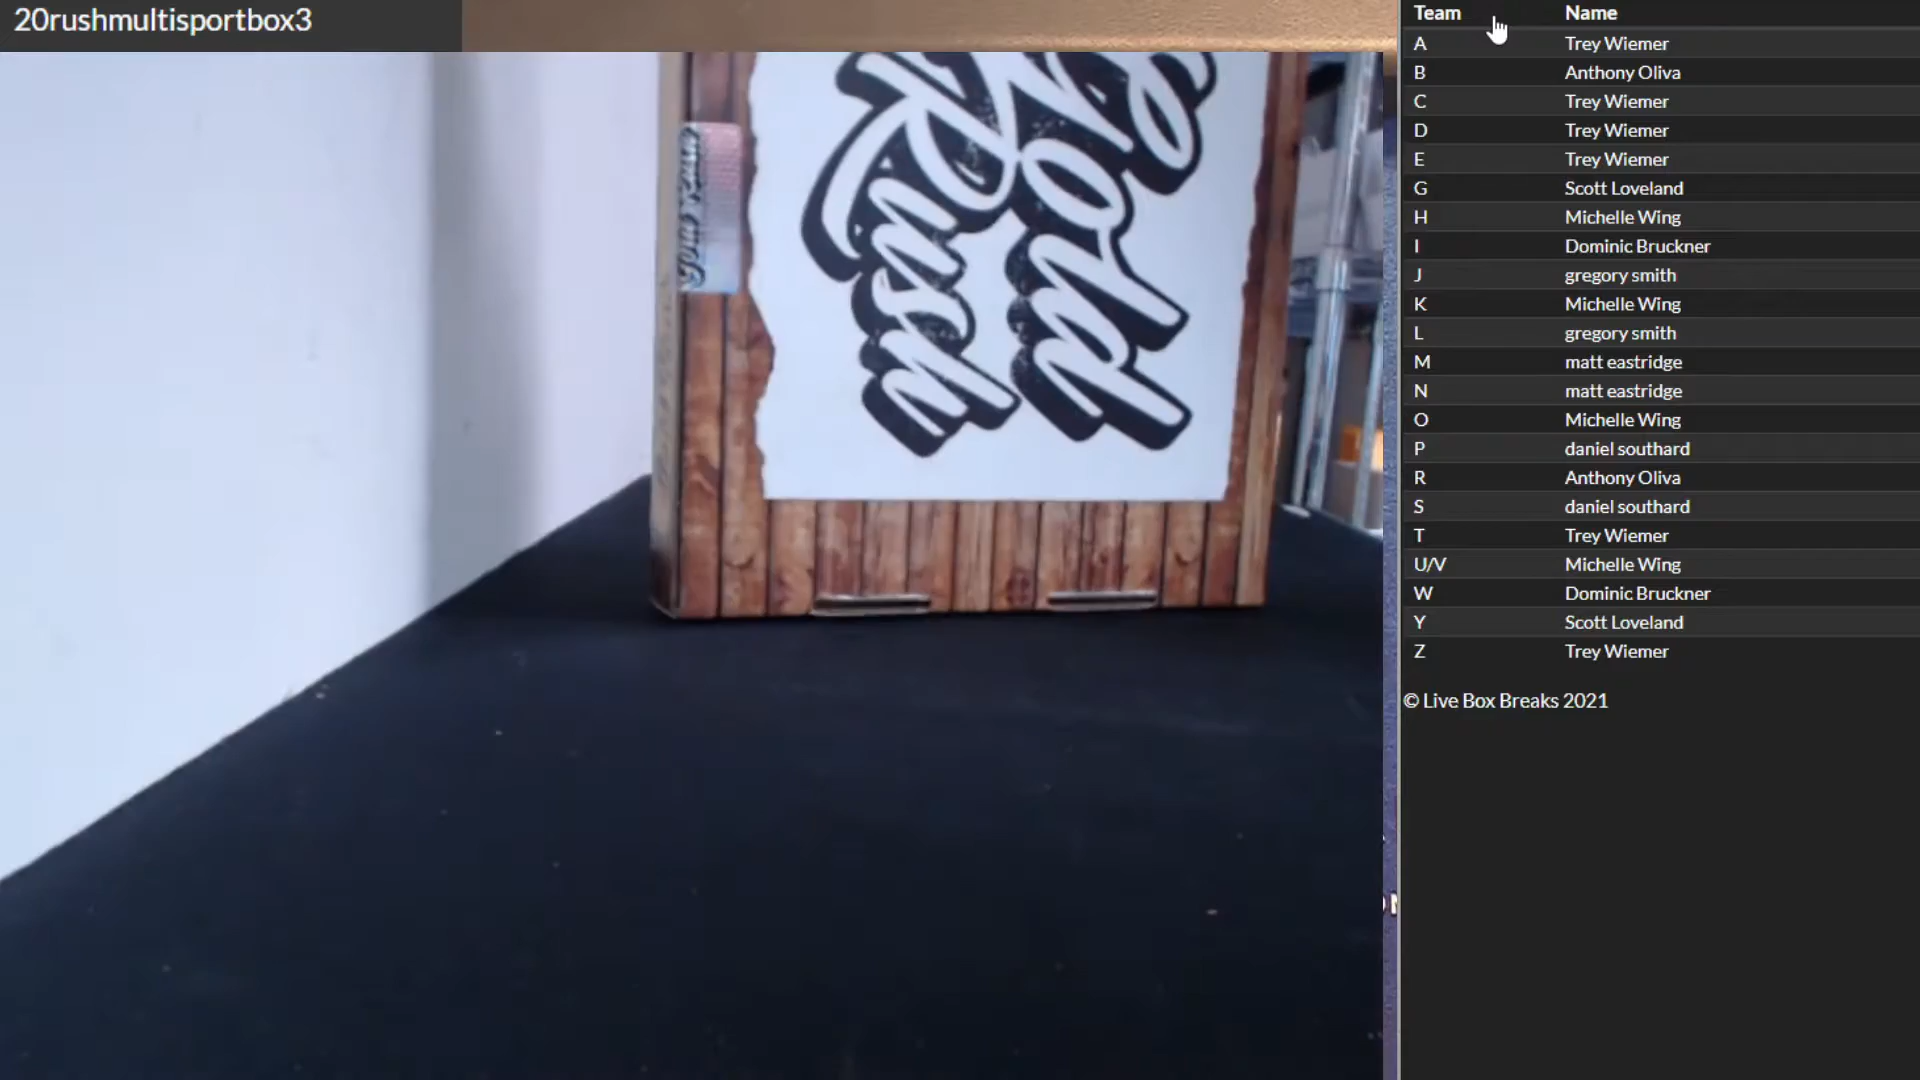 20rushmultisportbox3
Gold Rush
Gold Rush
Team Name
A Trey Wiemer
B Anthony Oliva
C Trey Wiemer
D Trey Wiemer
E Trey Wiemer
G Scott Loveland
H Michelle Wing
I Dominic Bruckner
J gregory smith
K Michelle Wing
L gregory smith
M matt eastridge
N matt eastridge
O Michelle Wing
P daniel southard
R Anthony Oliva
S daniel southard
T Trey Wiemer
U/V Michelle Wing
W Dominic Bruckner
Y Scott Loveland
Z Trey Wiemer
© Live Box Breaks 2021